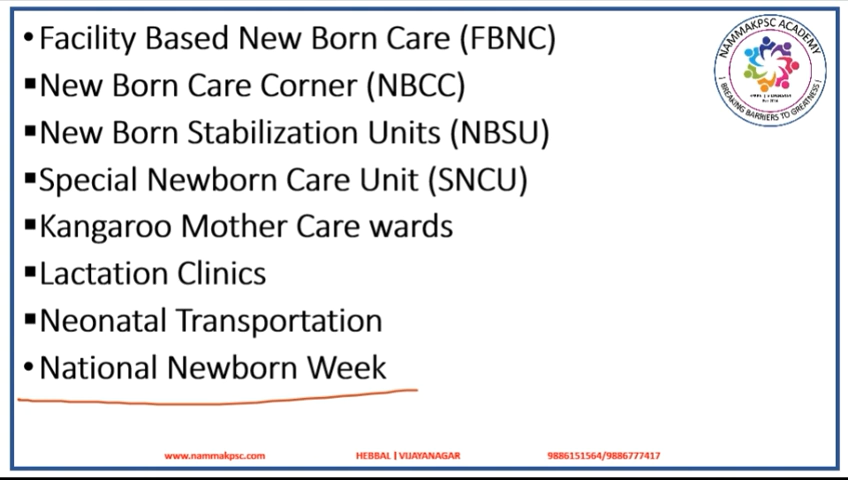 •Facility Based New Born Care (FBNC)
▪New Born Care Corner (NBCC)
▪New Born Stabilization Units (NBSU)
▪Special Newborn Care Unit (SNCU)
▪Kangaroo Mother Care wards
▪Lactation Clinics
▪Neonatal Transportation
•National Newborn Week
NAMMAKPSC ACADEMY
| BREAKING BARRIERS TO GREATNESS |
www.nammakpsc.com
HEBBAL | VIJAYANAGAR
9886151564/9886777417